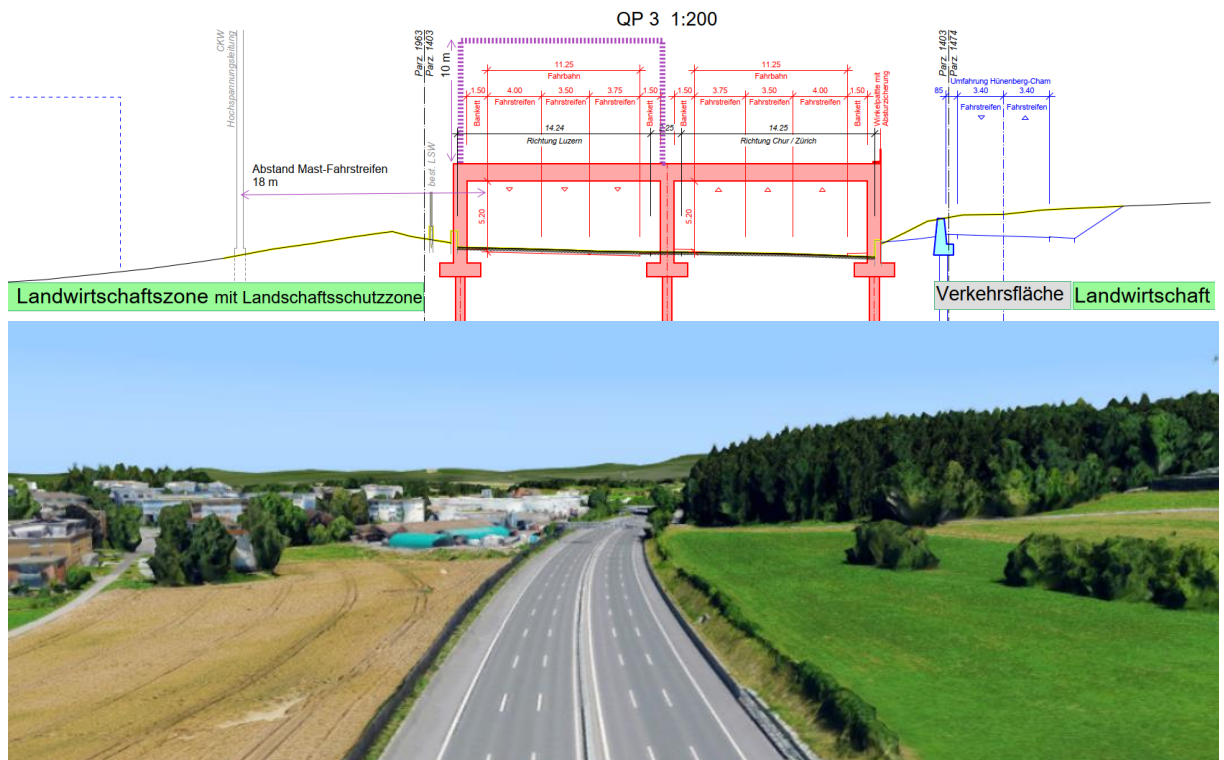 QP 3 1:200
CKW
Hochspannungsleitung
Parz. 1963
Parz. 1403
10 m
11.25
Fahrbahn
11.25
Fahrbahn
1.50
4.00
3.50
3.75
1.50
1.50
3.75
3.50
4.00
1.50
Bankett
Fahrstreifen
Fahrstreifen
Fahrstreifen
Bankett
Bankett
Fahrstreifen
Fahrstreifen
Fahrstreifen
Bankett
Winkelplatte mit
Absturzsicherung
Parz. 1403
Parz. 1474
Umfahrung Hünenberg-Cham
85
3.40
3.40
Fahrstreifen
Fahrstreifen
14.24
Richtung Luzern
14.25
Richtung Chur / Zürich
Abstand Mast-Fahrstreifen
18 m
best. LSW
5.20
5.20
Landwirtschaftszone mit Landschaftsschutzzone
Verkehrsfläche
Landwirtschaft